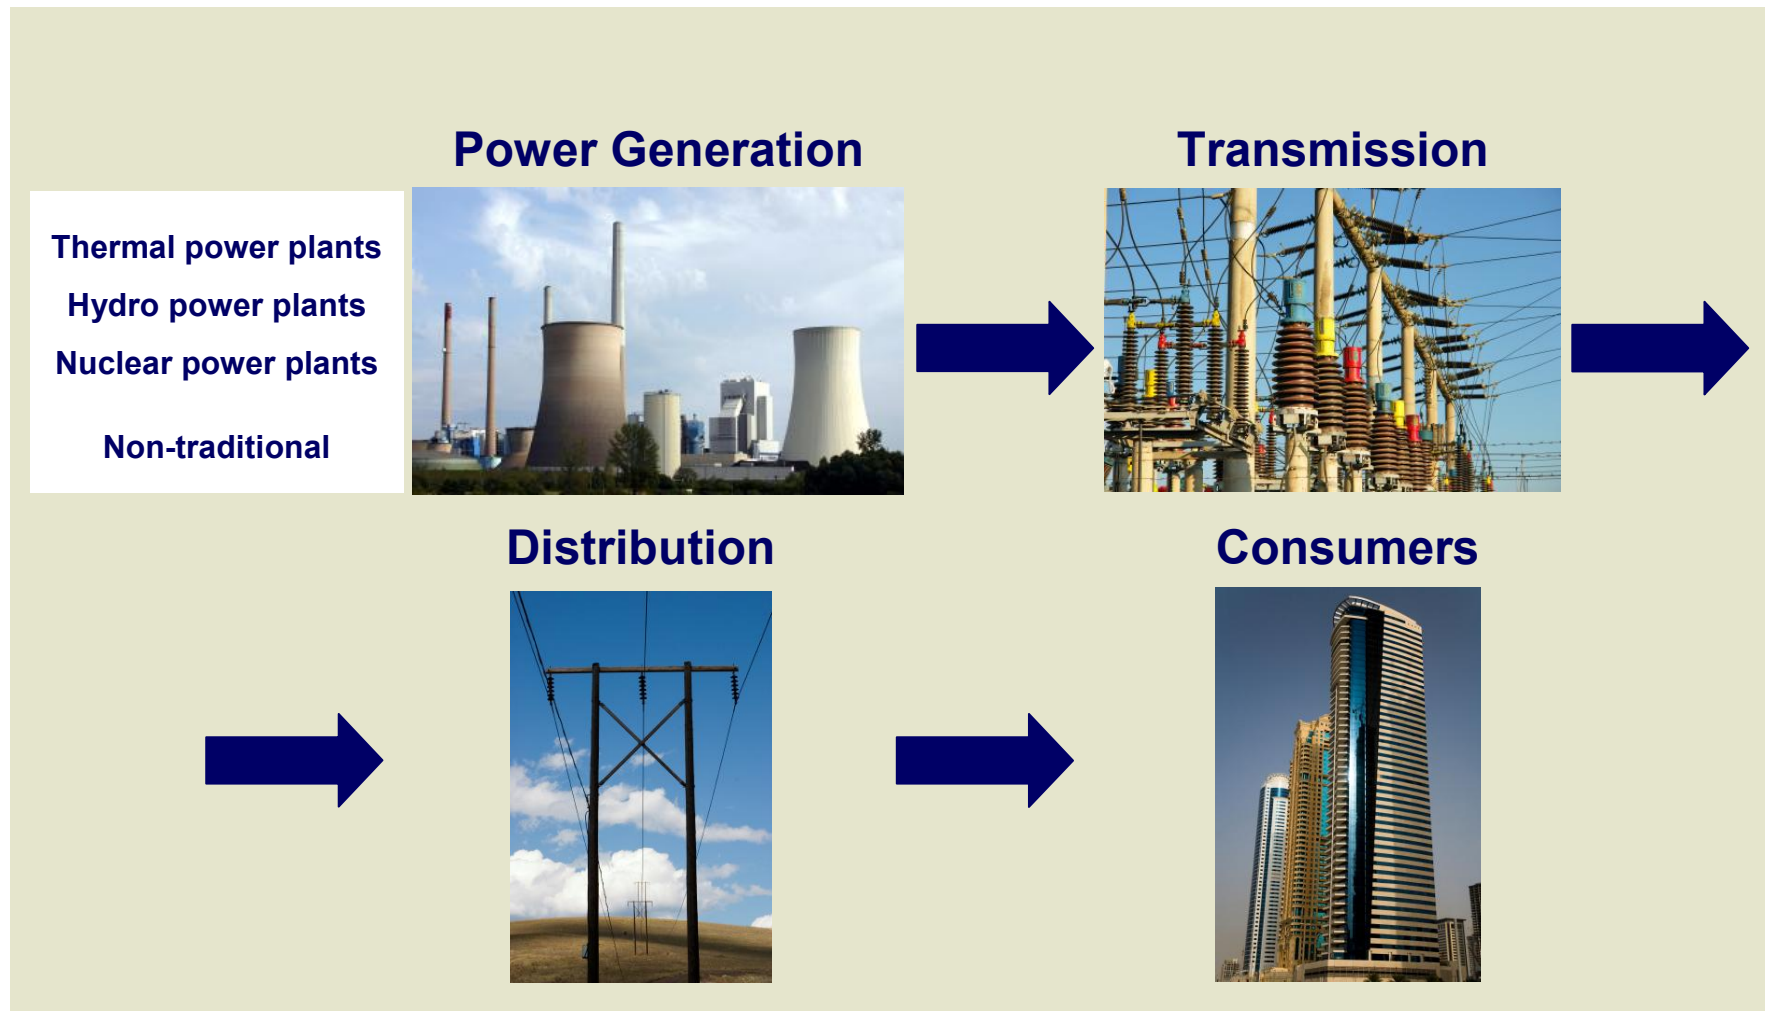 Power Generation
Transmission
Thermal power plants
Hydro power plants
Nuclear power plants
Non-traditional
Distribution
Consumers